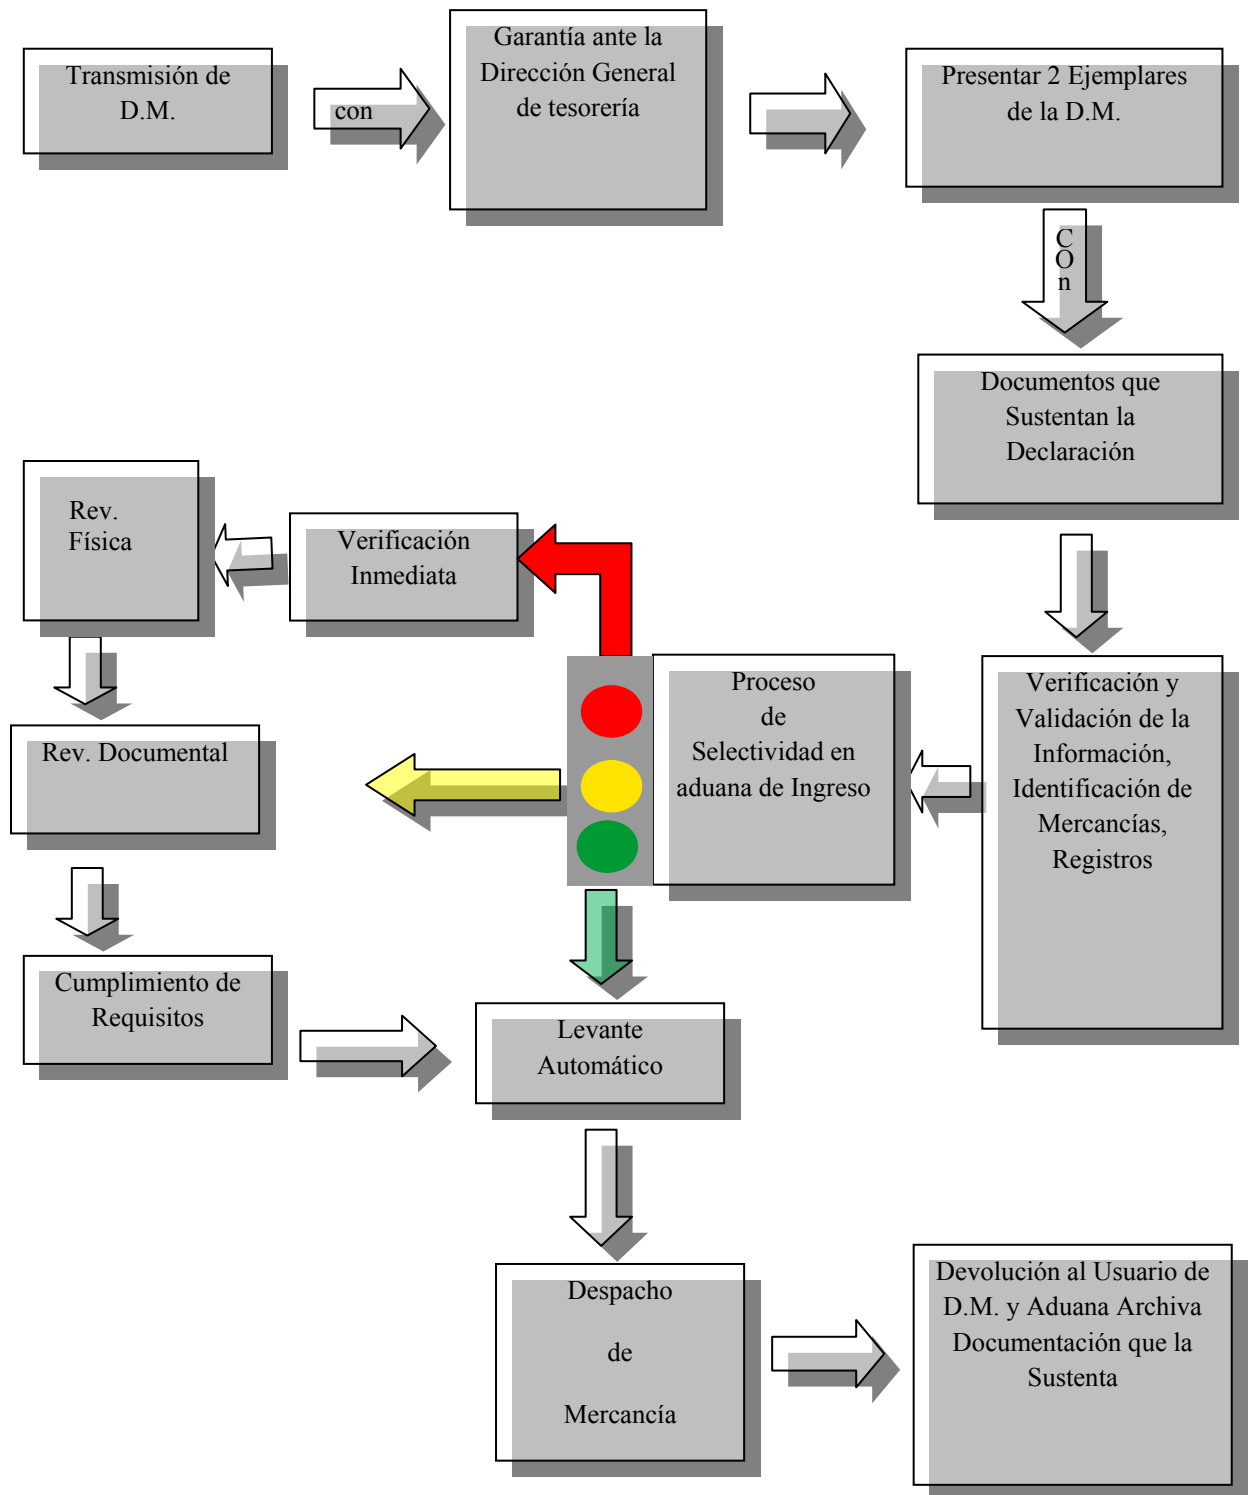 Transmisión de
D.M.
con
Garantía ante la
Dirección General
de tesorería
Presentar 2 Ejemplares
de la D.M.
C
O
n
Documentos que
Sustentan la
Declaración
Verificación y
Validación de la
Información,
Identificación de
Mercancías,
Registros
Proceso
de
Selectividad en
aduana de Ingreso
Verificación
Inmediata
Rev.
Física
Rev. Documental
Cumplimiento de
Requisitos
Levante
Automático
Despacho
de
Mercancía
Devolución al Usuario de
D.M. y Aduana Archiva
Documentación que la
Sustenta